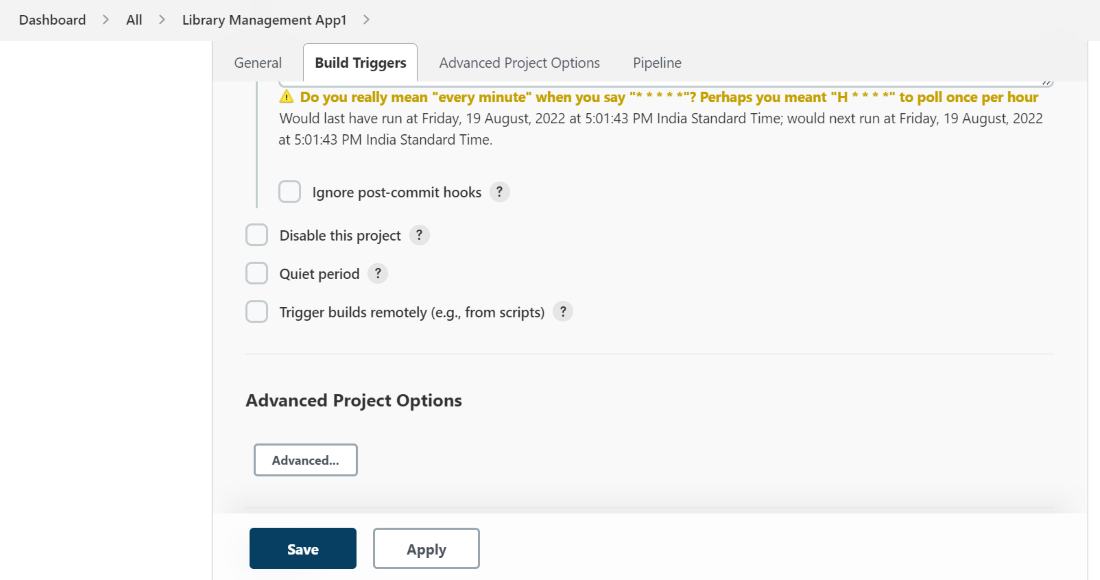 Dashboard > All > Library Management App1 >
General Build Triggers Advanced Project Options Pipeline
Do you really mean "every minute" when you say "* * * * *"? Perhaps you meant "H * * * *" to poll once per hour
Would last have run at Friday, 19 August, 2022 at 5:01:43 PM India Standard Time; would next run at Friday, 19 August, 2022
at 5:01:43 PM India Standard Time.
Ignore post-commit hooks ?
Disable this project ?
Quiet period ?
Trigger builds remotely (e.g., from scripts) ?
Advanced Project Options
Advanced...
Save Apply